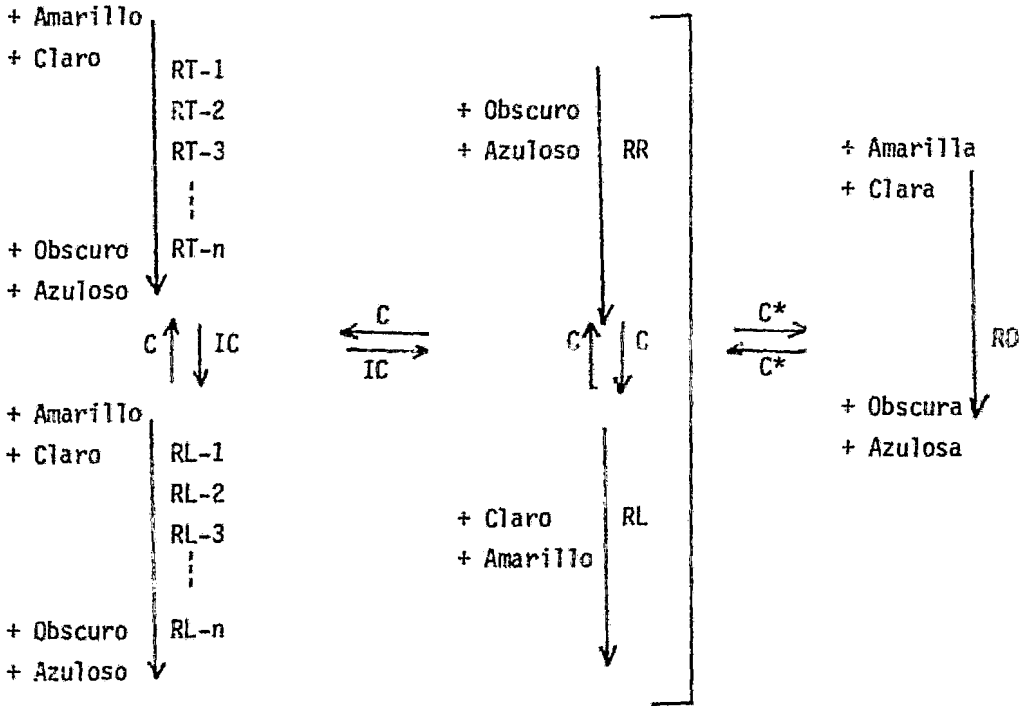 + Amarillo
+ Claro
RT-1
RT-2
RT-3
+ Obscuro RT-n
+ Azuloso
C IC
+ Amarillo
+ Claro RL-1
RL-2
RL-3
+ Obscuro RL-n
+ Azuloso
C
IC
+ Obscuro
+ Azuloso RR
C C
+ Claro RL
+ Amarillo
C*
C*
+ Amarilla
+ Clara
RO
+ Obscura
+ Azulosa